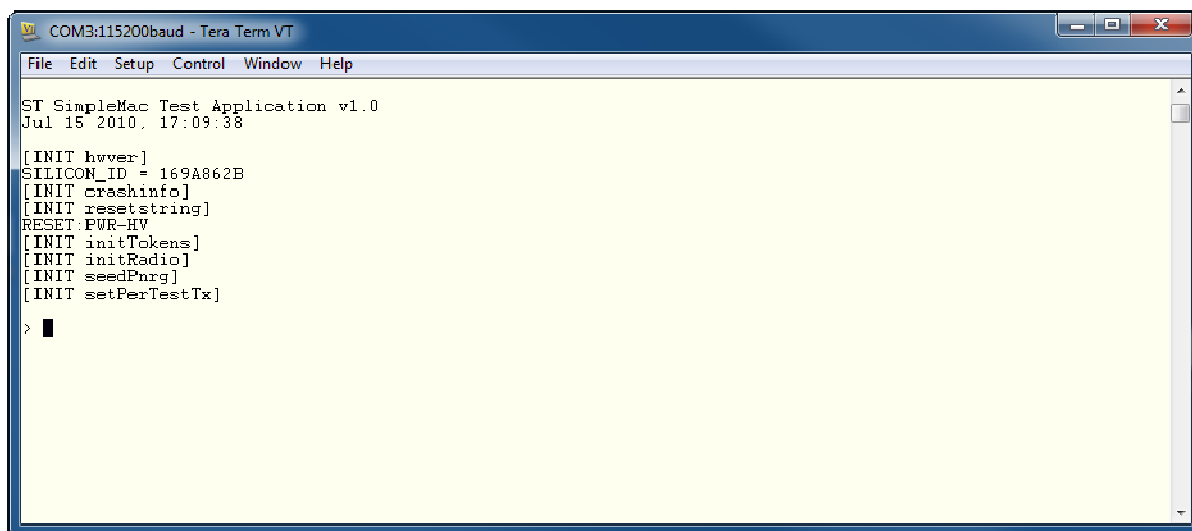 COM3:115200baud - Tera Term VT
File Edit Setup Control Window Help
ST SimpleMac Test Application v1.0
Jul 15 2010, 17:09:38
[INIT hwver]
SILICON_ID = 169A862B
[INIT crashinfo]
[INIT resetstring]
RESET:PWR-HV
[INIT initTokens]
[INIT initRadio]
[INIT seedPnrg]
[INIT setPerTestTx]
>